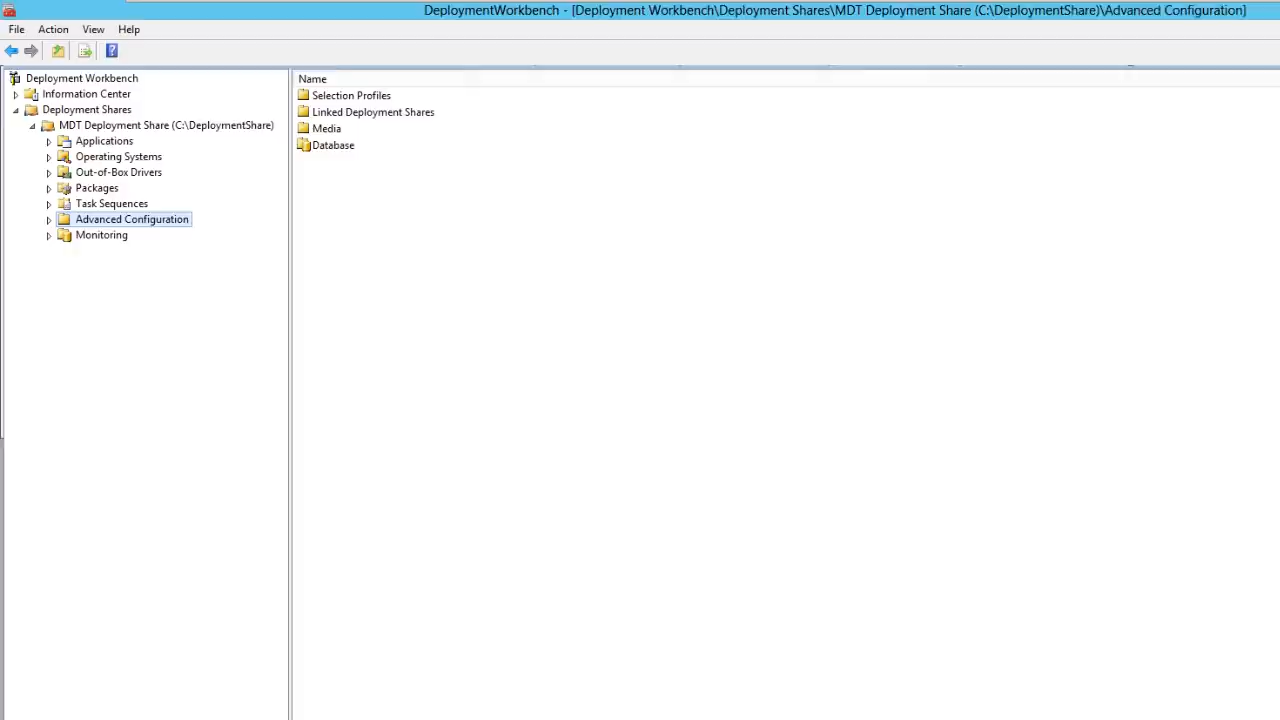 DeploymentWorkbench - [Deployment Workbench\Deployment Shares\MDT Deployment Share (C:\DeploymentShare)\Advanced Configuration]
File Action View Help
Deployment Workbench
Information Center
Deployment Shares
MDT Deployment Share (C:\DeploymentShare)
Applications
Operating Systems
Out-of-Box Drivers
Packages
Task Sequences
Advanced Configuration
Monitoring
Name
Selection Profiles
Linked Deployment Shares
Media
Database